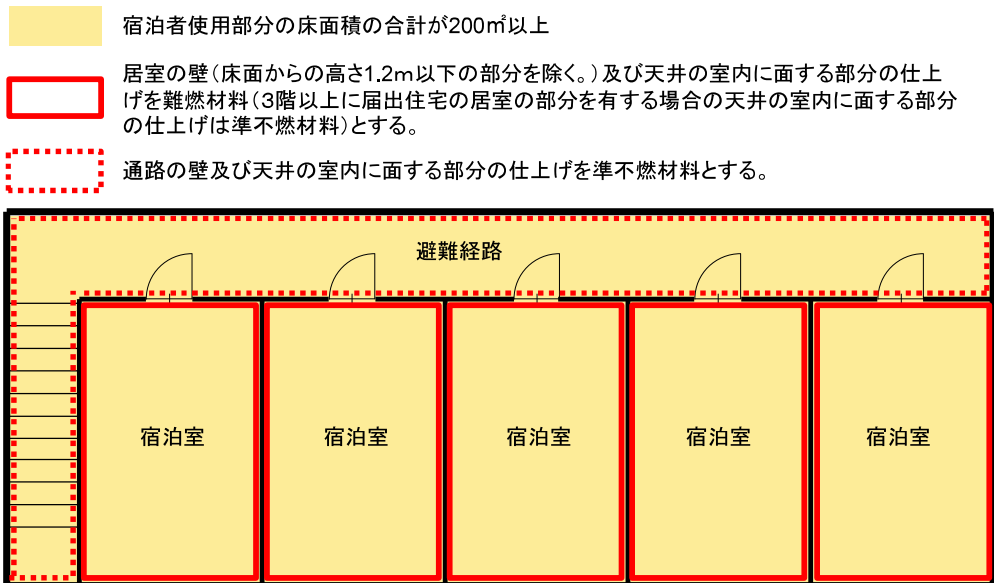 宿泊者使用部分の床面積の合計が200㎡以上
居室の壁（床面からの高さ1.2m以下の部分を除く。）及び天井の室内に面する部分の仕上
げを難燃材料（3階以上に届出住宅の居室の部分を有する場合の天井の室内に面する部分
の仕上げは準不燃材料）とする。
通路の壁及び天井の室内に面する部分の仕上げを準不燃材料とする。
避難経路
宿泊室
宿泊室
宿泊室
宿泊室
宿泊室